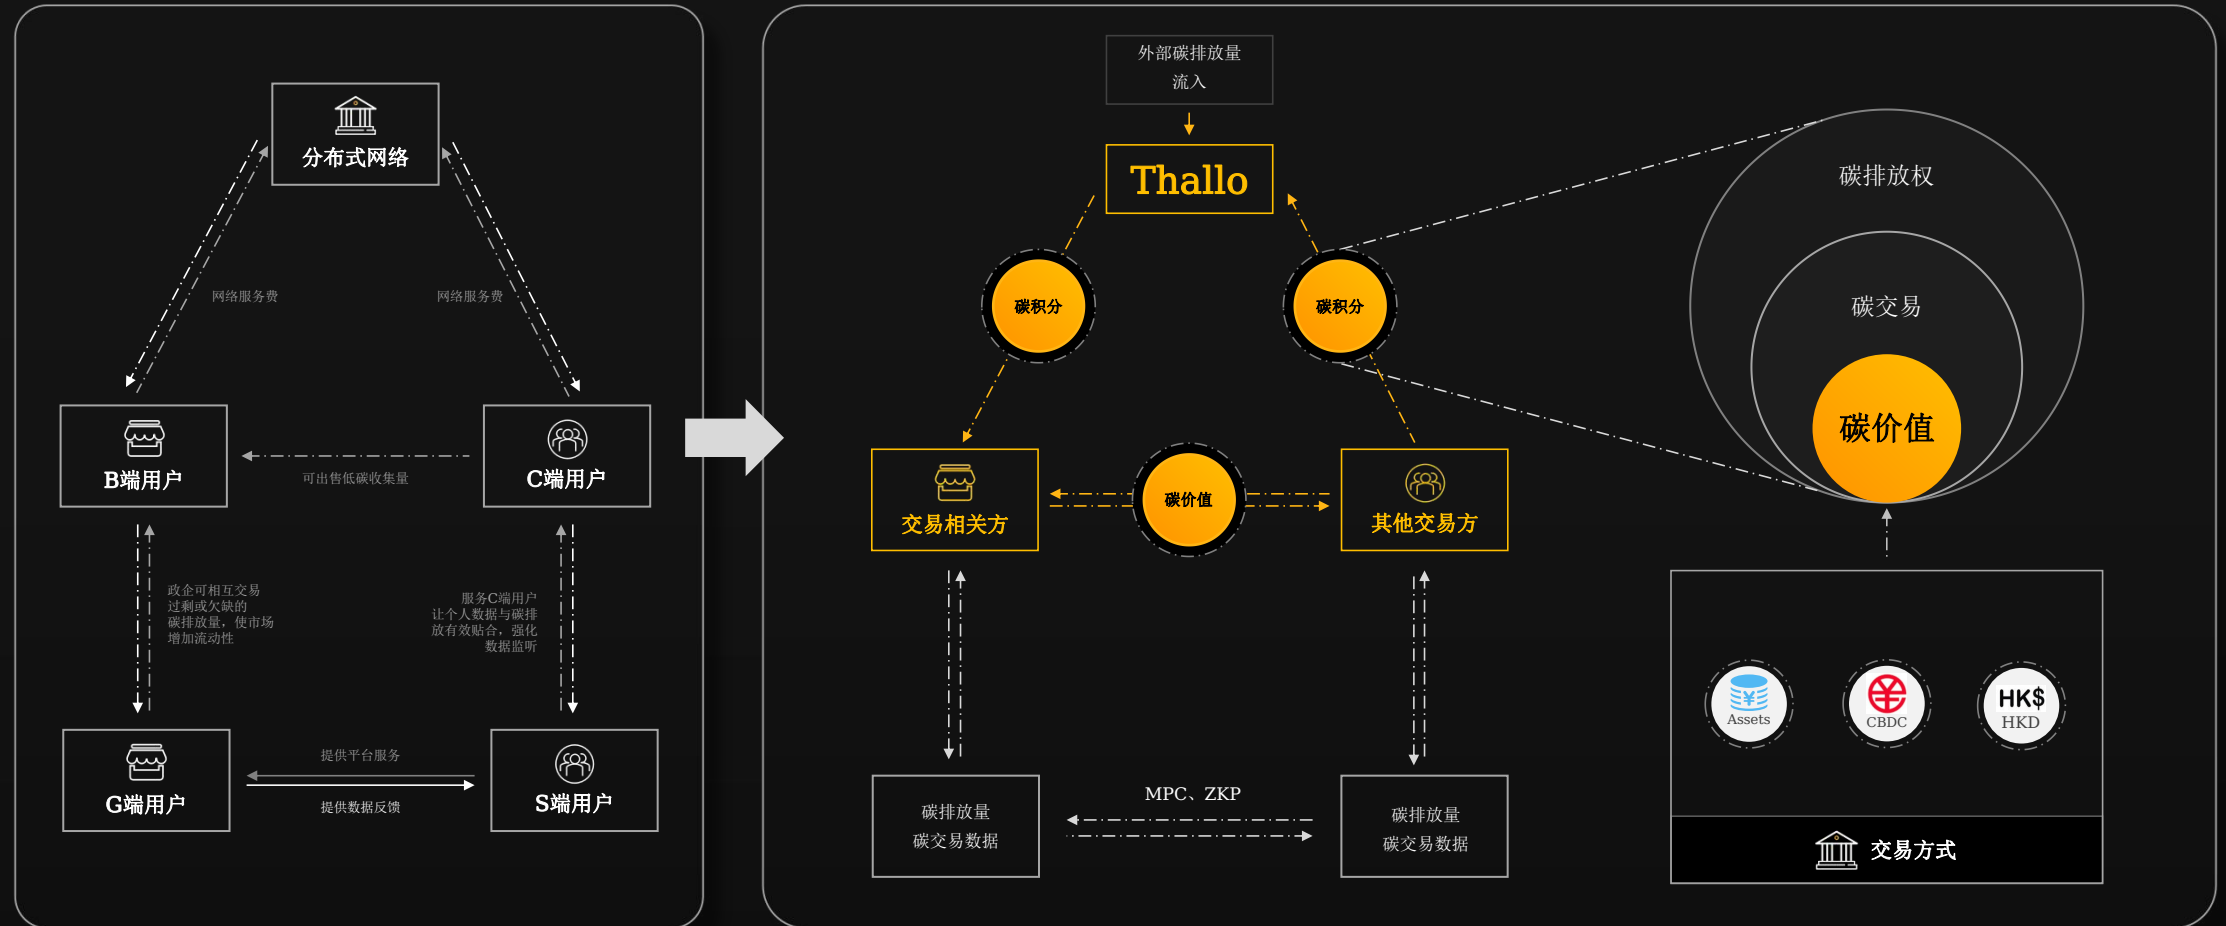 分布式网络
网络服务费
网络服务费
B端用户
可出售低碳收集量
C端用户
政企可相互交易
过剩或欠缺的
碳排放量，使市场
增加流动性
服务C端用户
让个人数据与碳排
放有效贴合，强化
数据监听
G端用户
提供平台服务
提供数据反馈
S端用户
外部碳排放量
流入
Thallo
碳积分
碳积分
交易相关方
碳价值
其他交易方
碳排放量
碳交易数据
MPC、ZKP
碳排放量
碳交易数据
碳排放权
碳交易
碳价值
Assets
CBDC
HK$
HKD
交易方式